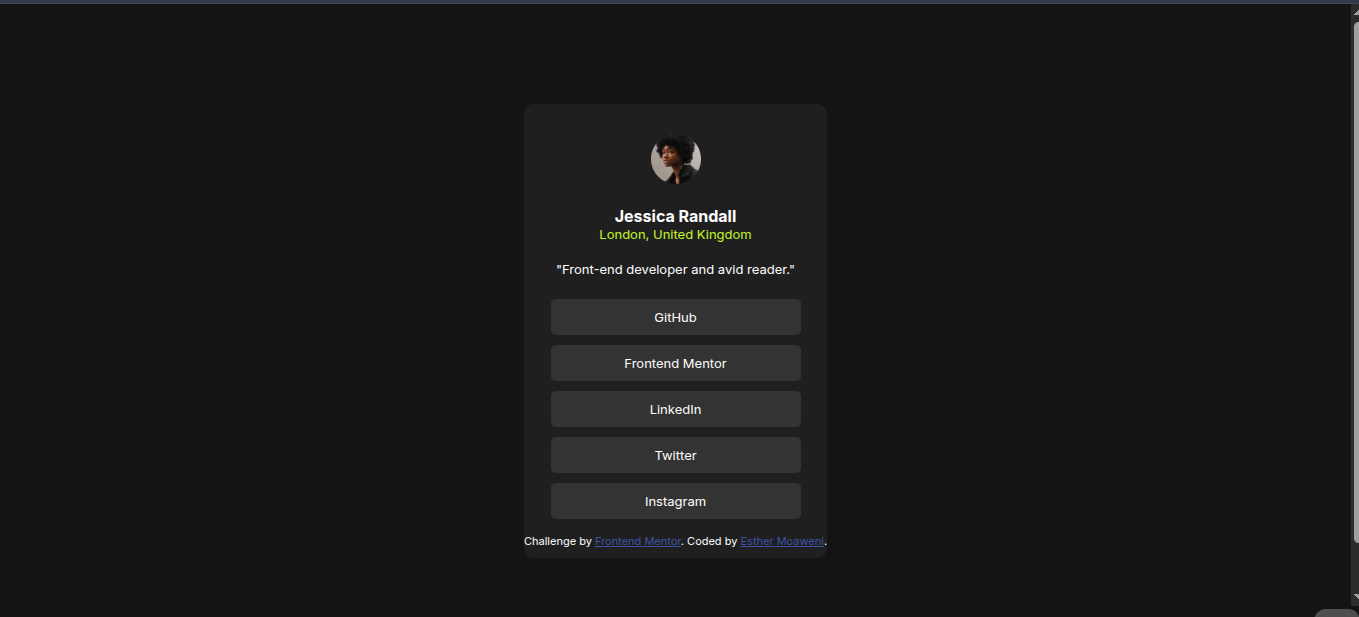 Jessica Randall
London, United Kingdom
"Front-end developer and avid reader."
GitHub
Frontend Mentor
LinkedIn
Twitter
Instagram
Challenge by Frontend Mentor. Coded by Esther Moaweni.